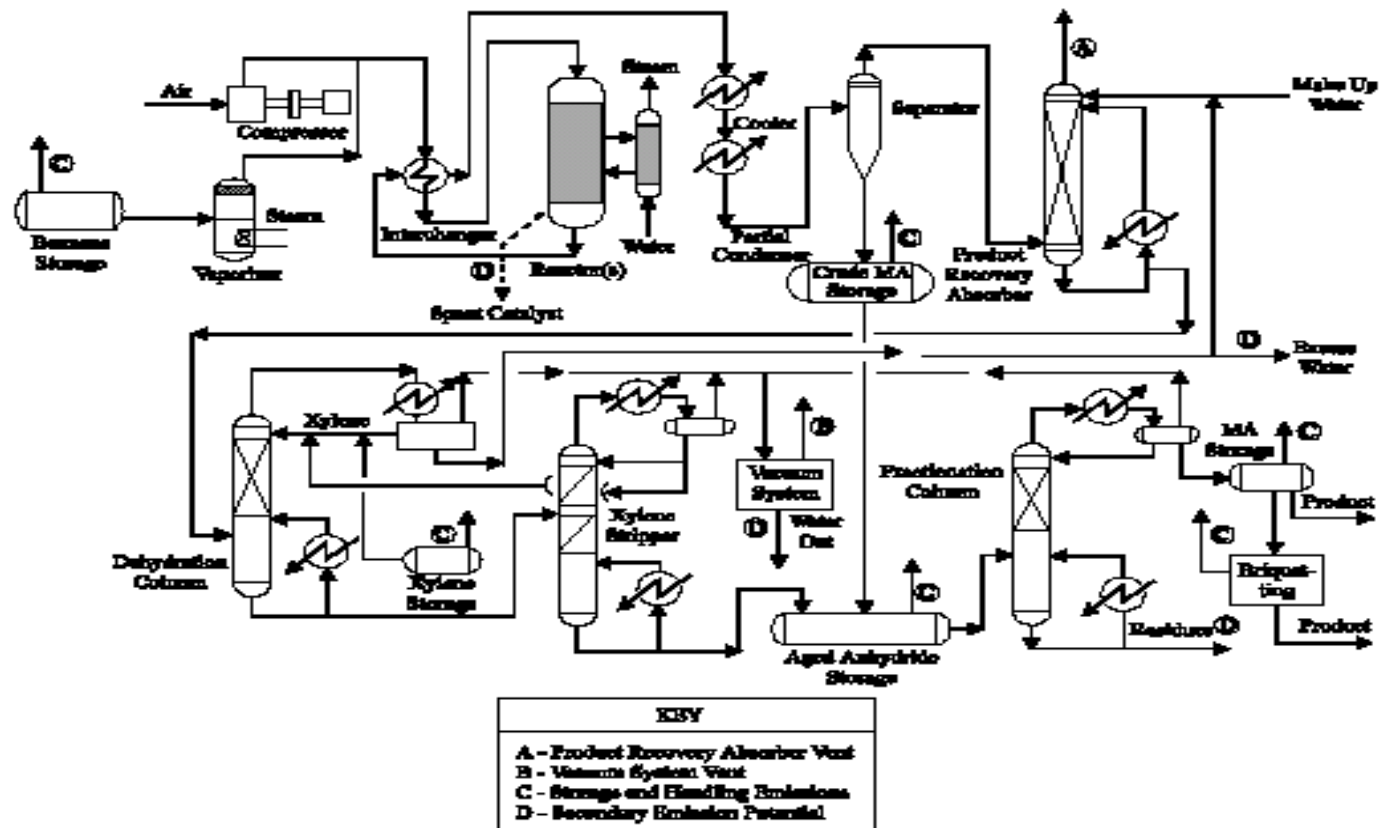 Air
Compressor
C
Benzene
Storage
Steam
Vaporizer
Interchanger
Reactor(s)
D
Spent Catalyst
Steam
Water
Cooler
Partial
Condenser
Separator
C
Crude MA
Storage
A
Product
Recovery
Absorber
Make Up
Water
D
Excess
Water
Xylene
Dehydration
Column
C
Xylene
Storage
Xylene
Stripper
B
Vacuum
System
D
Water
Out
C
Aged Anhydride
Storage
Fractionation
Column
MA
Storage
C
Product
C
Briquet-
ting
Residues
D
Product
KEY
A - Product Recovery Absorber Vent
B - Vacuum System Vent
C - Storage and Handling Emissions
D - Secondary Emission Potential